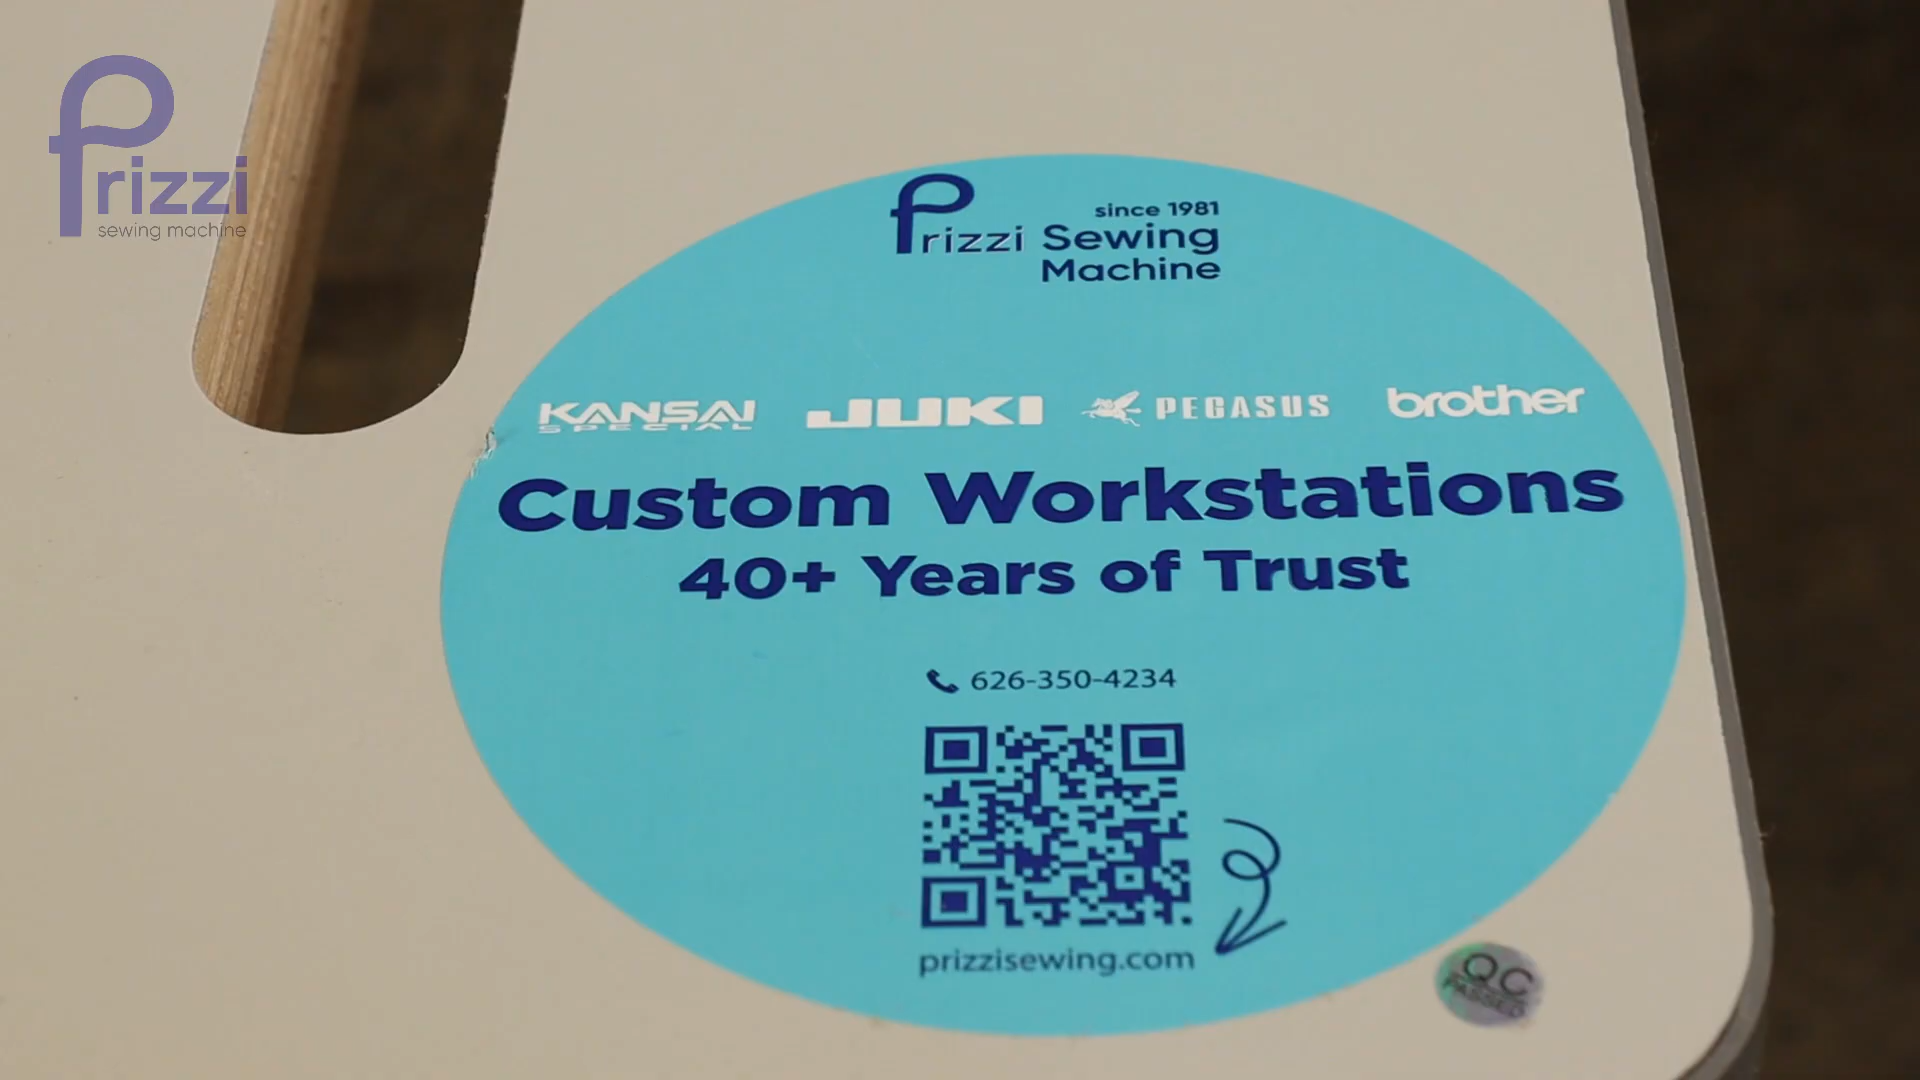 Prizzi
sewing machine
Prizzi since 1981
Sewing
Machine
KANSAI SPECIAL JUKI PEGASUS brother
Custom Workstations
40+ Years of Trust
626-350-4234
prizzisewing.com
QC
PASSED